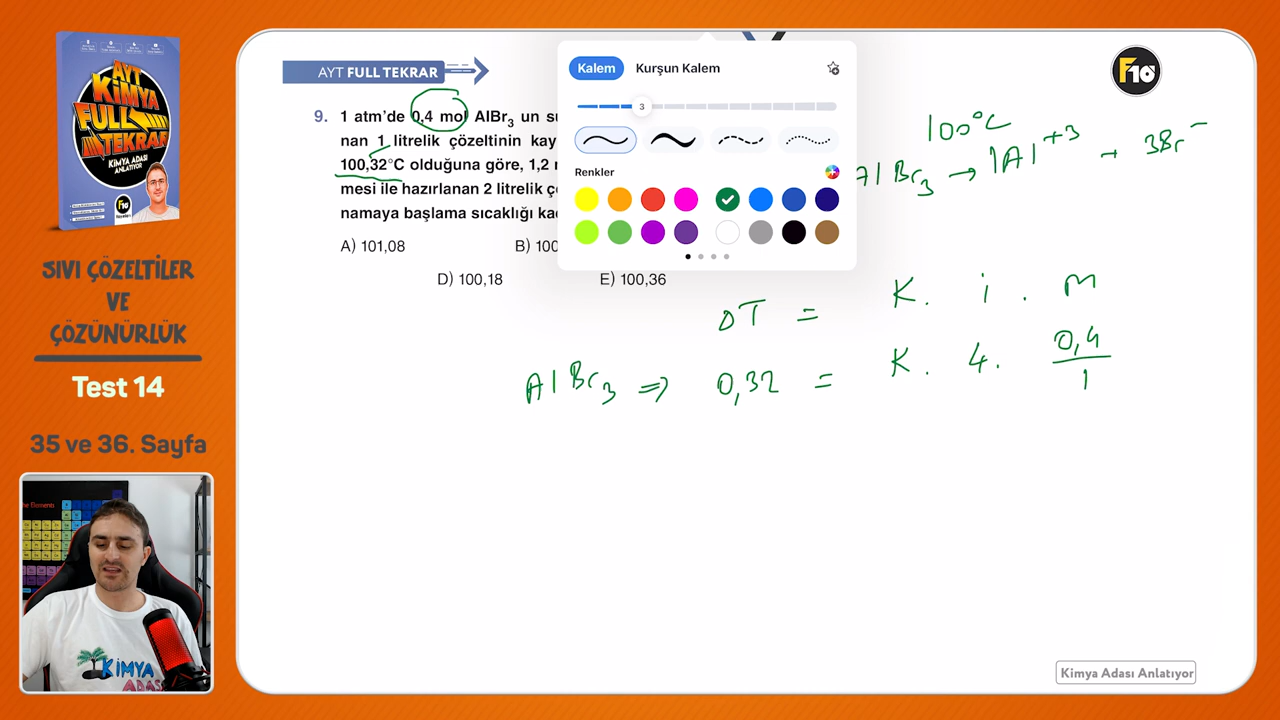 AYT
KİMYA
FULL
TEKRAR
KİMYA ADASI
ANLATIYOR
F10
SIVI ÇÖZELTİLER
VE
ÇÖZÜNÜRLÜK
Test 14
35 ve 36. Sayfa
KİMYA
ADASI
AYT FULL TEKRAR
F10
9. 1 atm'de 0,4 mol AlBr3 un su
nan 1 litrelik çözeltinin kay
100,32°C olduğuna göre, 1,2 m
mesi ile hazırlanan 2 litrelik çö
namaya başlama sıcaklığı kaç
A) 101,08 B) 100
D) 100,18 E) 100,36
Kalem Kurşun Kalem
3
Renkler
100°C
AlBr3 → 1Al+3 + 3Br-
ΔT = K. i. m
AlBr3 ⇒ 0,32 = K. 4. 0,4/1
Kimya Adası Anlatıyor